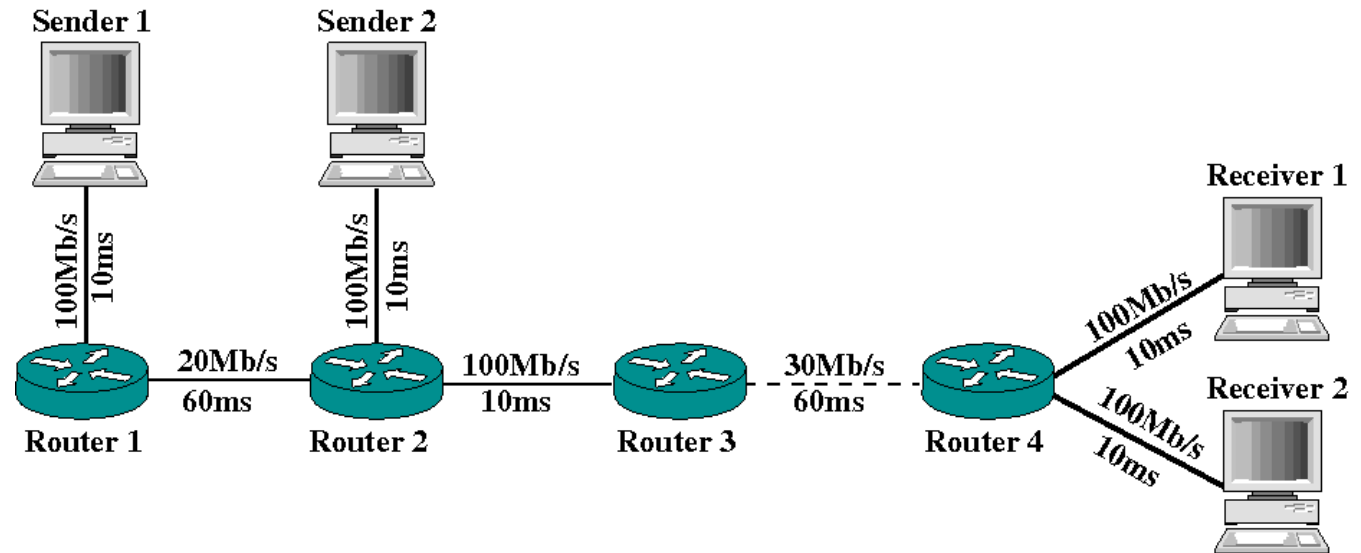 Sender 1
Sender 2
100Mb/s
10ms
100Mb/s
10ms
Receiver 1
100Mb/s
10ms
20Mb/s
60ms
100Mb/s
10ms
30Mb/s
60ms
Router 1
Router 2
Router 3
Router 4
Receiver 2
100Mb/s
10ms